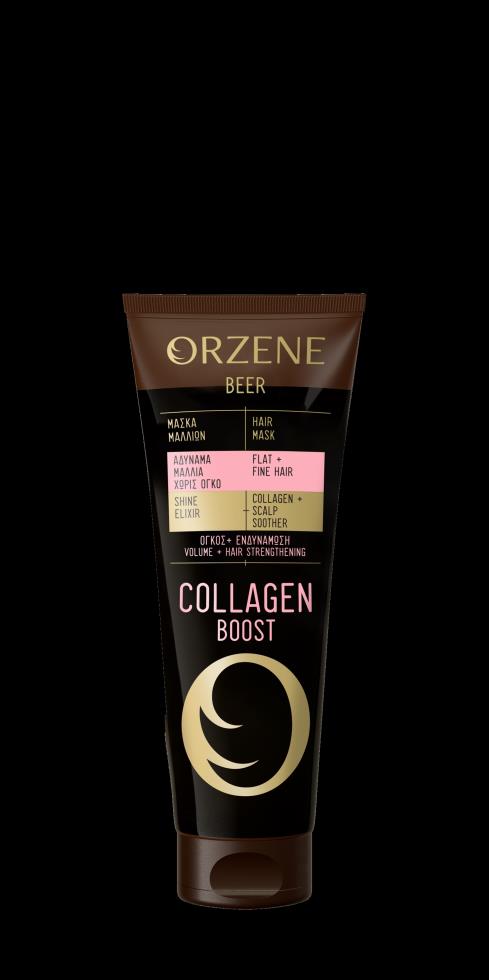 ORZENE
BEER
ΜΑΣΚΑ
ΜΑΛΛΙΩΝ
HAIR
MASK
ΑΔΥΝΑΜΑ
ΜΑΛΛΙΑ
ΧΩΡΙΣ ΟΓΚΟ
FLAT +
FINE HAIR
SHINE
ELIXIR
COLLAGEN +
SCALP
SOOTHER
ΟΓΚΟΣ+ ΕΝΔΥΝΑΜΩΣΗ
VOLUME + HAIR STRENGTHENING
COLLAGEN
BOOST